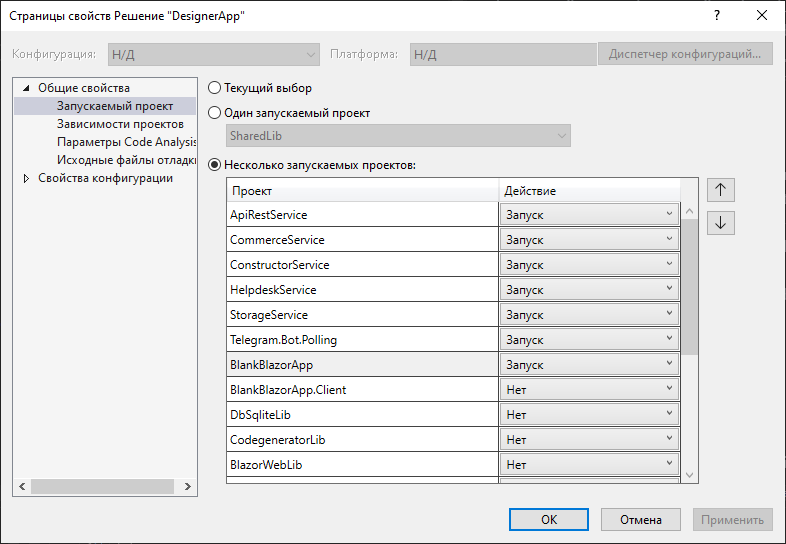 Страницы свойств Решение "DesignerApp"
Конфигурация: Н/Д Платформа: Н/Д Диспетчер конфигураций...
Общие свойства
Запускаемый проект
Зависимости проектов
Параметры Code Analysis
Исходные файлы отладки
Свойства конфигурации
Текущий выбор
Один запускаемый проект
SharedLib
Несколько запускаемых проектов:
Проект Действие
ApiRestService Запуск
CommerceService Запуск
ConstructorService Запуск
HelpdeskService Запуск
StorageService Запуск
Telegram.Bot.Polling Запуск
BlankBlazorApp Запуск
BlankBlazorApp.Client Нет
DbSqliteLib Нет
CodegeneratorLib Нет
BlazorWebLib Нет
ОК Отмена Применить